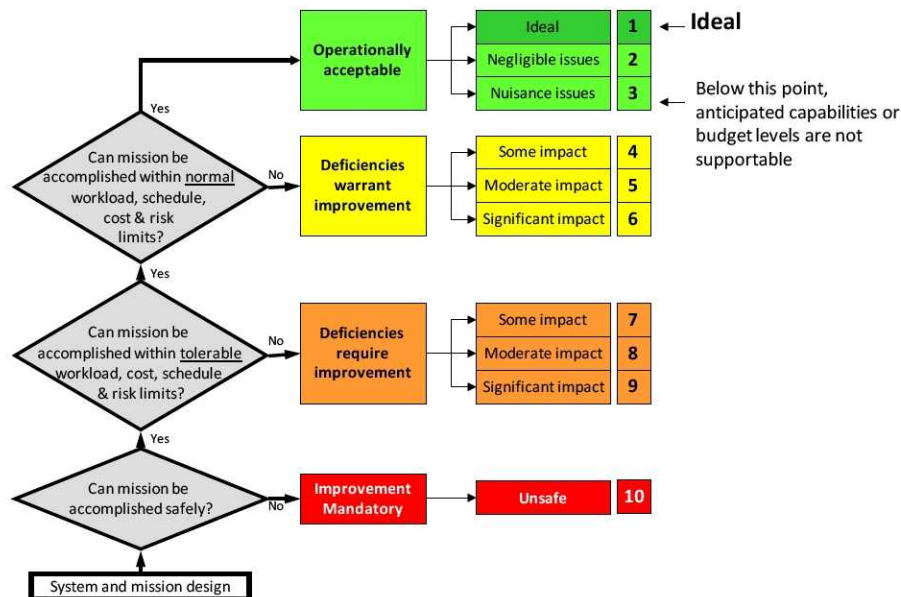 Operationally
acceptable
Ideal
1
Negligible issues
2
Nuisance issues
3
Ideal
Below this point,
anticipated capabilities or
budget levels are not
supportable
Yes
Can mission be
accomplished within normal
workload, schedule,
cost & risk
limits?
No
Deficiencies
warrant
improvement
Some impact
4
Moderate impact
5
Significant impact
6
Yes
Can mission be
accomplished within tolerable
workload, cost, schedule
& risk limits?
No
Deficiencies
require
improvement
Some impact
7
Moderate impact
8
Significant impact
9
Yes
Can mission be
accomplished safely?
No
Improvement
Mandatory
Unsafe
10
System and mission design